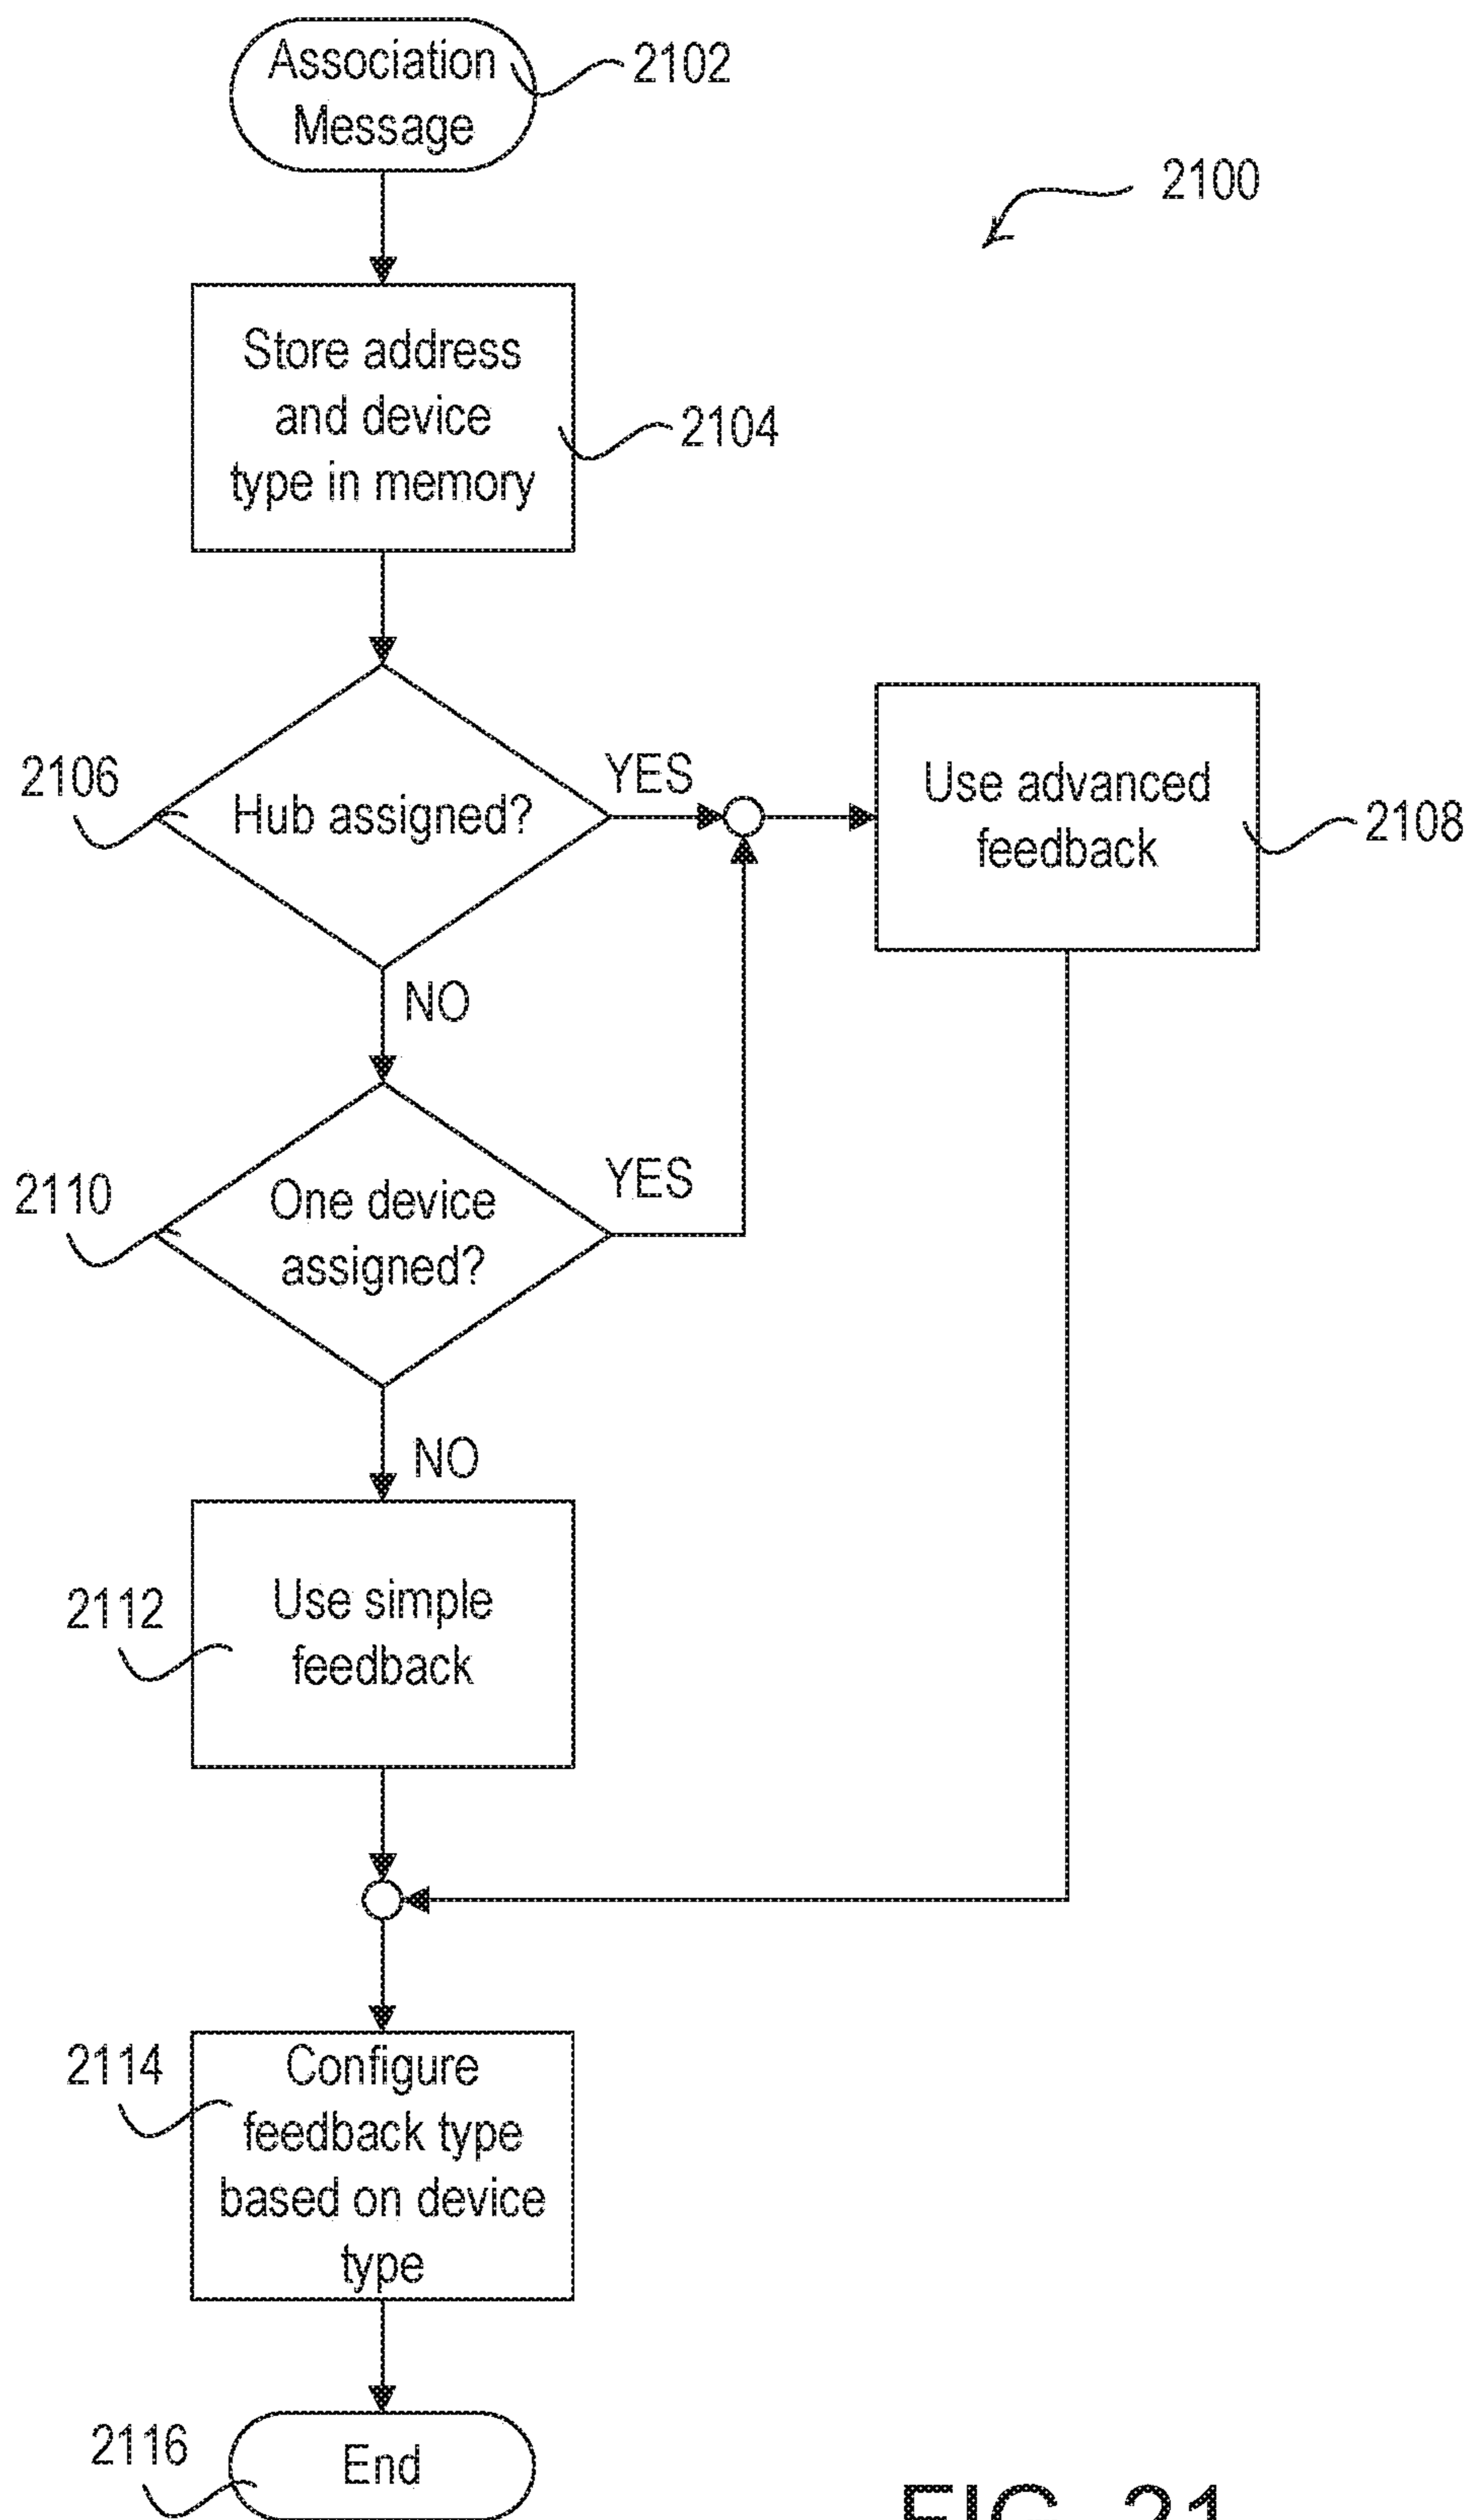 Association
Message
2102
2100
Store address
and device
type in memory
2104
2106
Hub assigned?
YES
Use advanced
feedback
2108
NO
2110
One device
assigned?
YES
NO
2112
Use simple
feedback
2114
Configure
feedback type
based on device
type
2116
End
FIG. 21